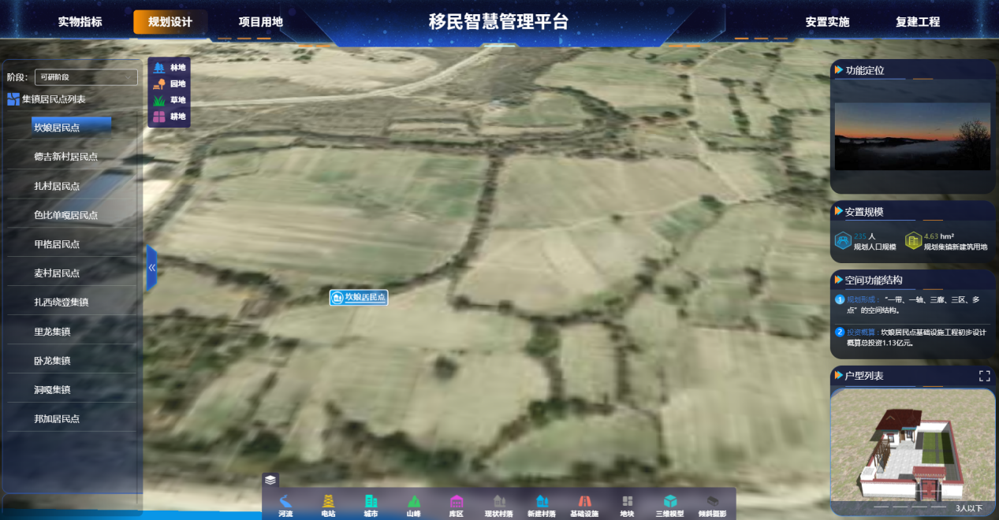 实物指标
规划设计
项目用地
移民智慧管理平台
安置实施
复建工程
阶段：
可研阶段
集镇居民点列表
坎娘居民点
德吉新村居民点
扎村居民点
色比单嘎居民点
甲格居民点
麦村居民点
扎西绕登集镇
里龙集镇
卧龙集镇
洞嘎集镇
邦加居民点
林地
园地
草地
耕地
«
坎娘居民点
功能定位
安置规模
235 人
规划人口规模
4.63 hm²
规划集镇新建筑用地
空间功能结构
1 规划形成：“一带、一轴、三廊、三区、多
点”的空间结构。
2 投资概算：坎娘居民点基础设施工程初步设计
概算总投资1.13亿元。
户型列表
3人以下
河流
电站
城市
山峰
库区
现状村落
新建村落
基础设施
地块
三维模型
倾斜摄影